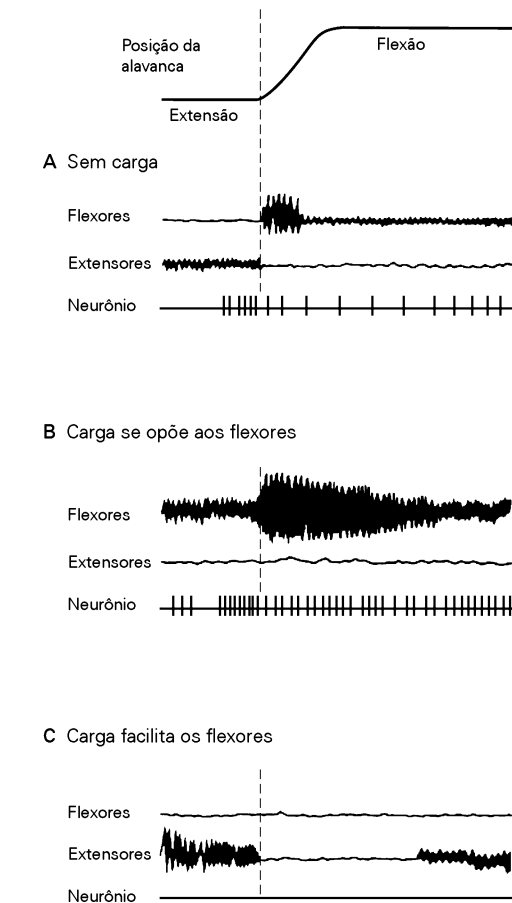 Posição da
alavanca
Flexão
Extensão
A Sem carga
Flexores
Extensores
Neurônio
B Carga se opõe aos flexores
Flexores
Extensores
Neurônio
C Carga facilita os flexores
Flexores
Extensores
Neurônio